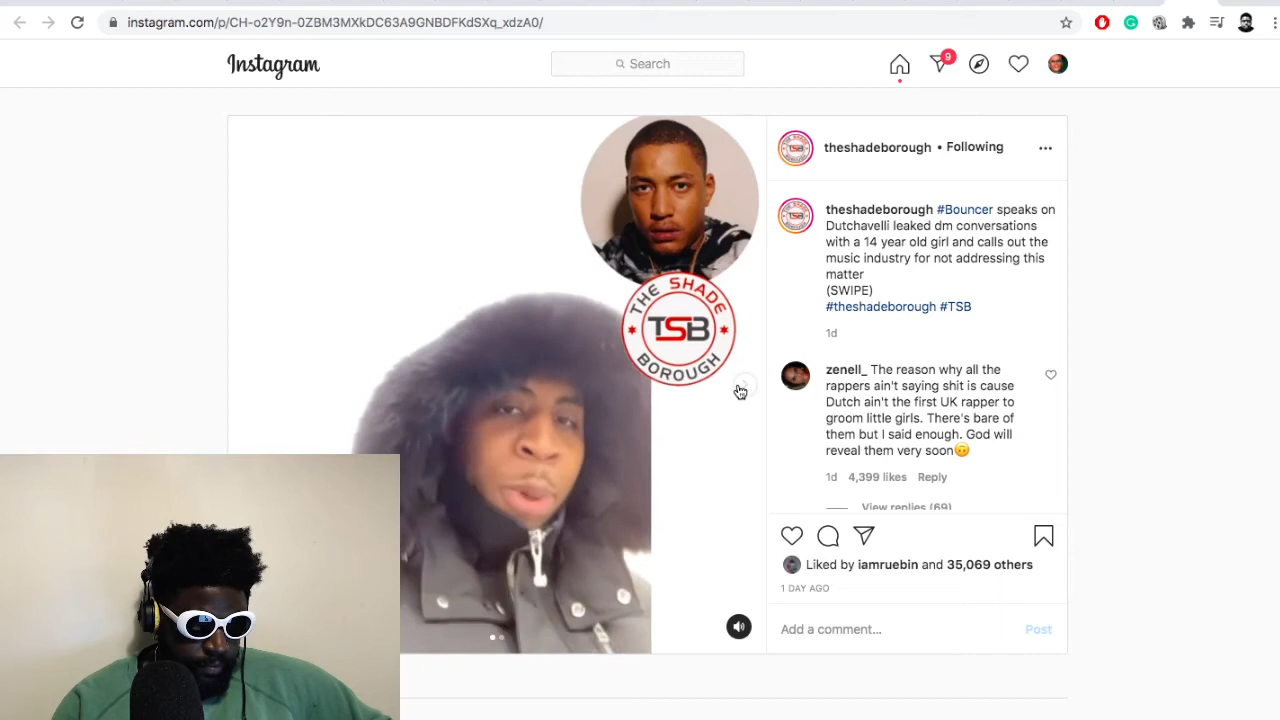 instagram.com/p/CH-o2Y9n-0ZBM3MXkDC63A9GNBDFKdSXq_xdzA0/
Instagram
Search
9
THE SHADE
TSB
BOROUGH
theshadeborough • Following
theshadeborough #Bouncer speaks on
Dutchavelli leaked dm conversations
with a 14 year old girl and calls out the
music industry for not addressing this
matter
(SWIPE)
#theshadeborough #TSB
1d
zenell_ The reason why all the
rappers ain't saying shit is cause
Dutch ain't the first UK rapper to
groom little girls. There's bare of
them but I said enough. God will
reveal them very soon🙃
1d 4,399 likes Reply
View replies (69)
Liked by iamruebin and 35,069 others
1 DAY AGO
Add a comment... Post